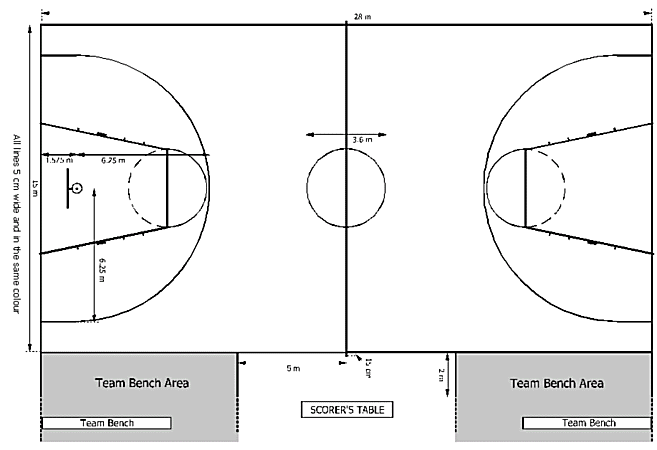 28 m
3.6 m
1.575 m
6.25 m
15 m
All lines 5 cm wide and in the same colour
6.25 m
5 m
15 cm
2 m
Team Bench Area
Team Bench Area
SCORER'S TABLE
Team Bench
Team Bench